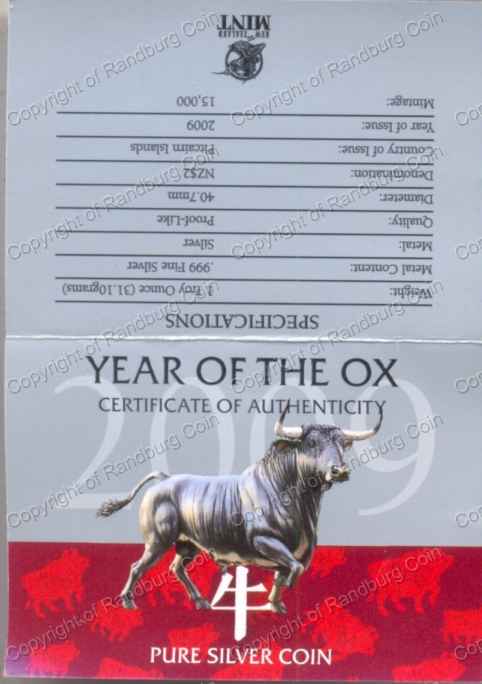 SPECIFICATIONS
Weight: 1 Troy Ounce (31.10grams)
Metal Content: .999 Fine Silver
Metal: Silver
Quality: Proof-Like
Diameter: 40.7mm
Denomination: NZ$2
Country of Issue: Pitcairn Islands
Year of Issue: 2009
Mintage: 15,000
NEW ZEALAND
MINT
YEAR OF THE OX
CERTIFICATE OF AUTHENTICITY
2009
牛
PURE SILVER COIN
Copyright of Randburg Coin